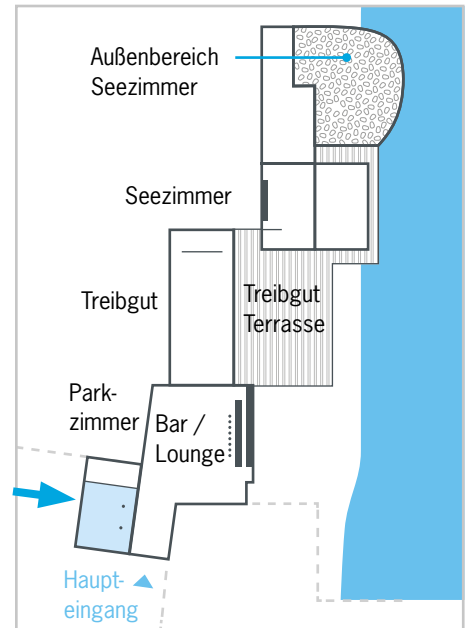 Außenbereich
Seezimmer
Seezimmer
Treibgut
Treibgut
Terrasse
Park-
zimmer
Bar /
Lounge
Haupt-
eingang